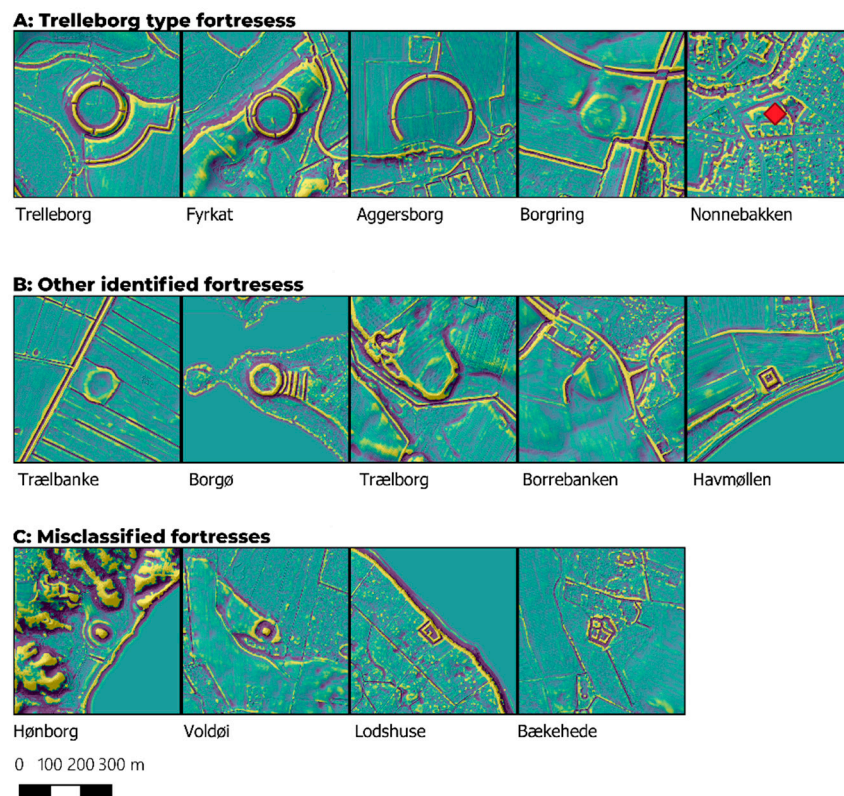 A: Trelleborg type fortresess
Trelleborg Fyrkat Aggersborg Borgring Nonnebakken
B: Other identified fortresess
Trælbanke Borgø Trælborg Borrebanken Havmøllen
C: Misclassified fortresses
Hønborg Voldøi Lodshuse Bækehede
0 100 200 300 m